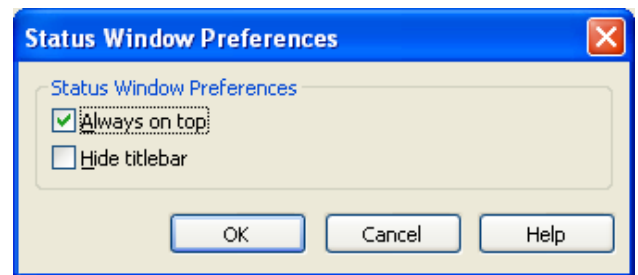 Status Window Preferences
Status Window Preferences
Always on top
Hide titlebar
OK Cancel Help